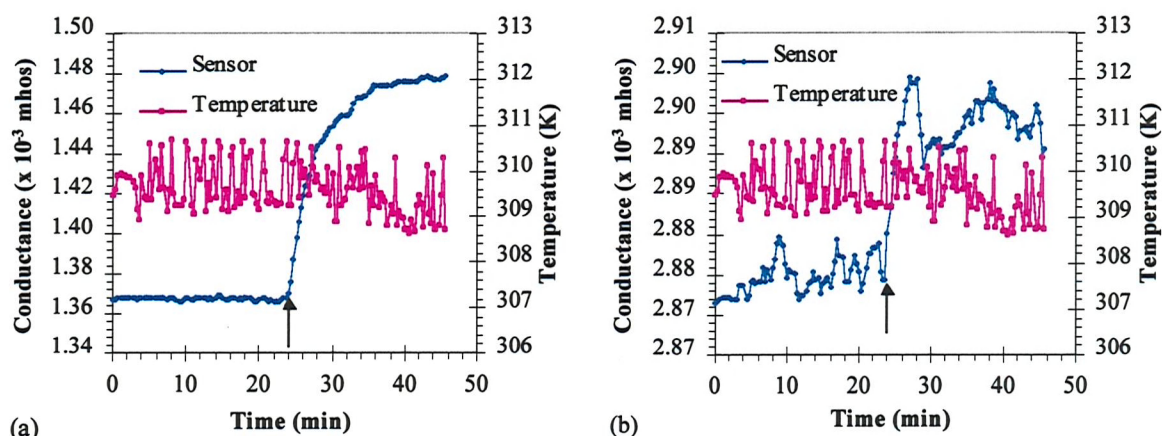 1.50
1.48
1.46
1.44
1.42
1.40
1.38
1.36
1.34
Conductance (x 10-3 mhos)
Sensor
Temperature
313
312
311
310
309
308
307
306
Temperature (K)
0 10 20 30 40 50
Time (min)
(a)
2.91
2.90
2.90
2.89
2.89
2.88
2.88
2.87
2.87
Conductance (x 10-3 mhos)
Sensor
Temperature
313
312
311
310
309
308
307
306
Temperature (K)
0 10 20 30 40 50
Time (min)
(b)